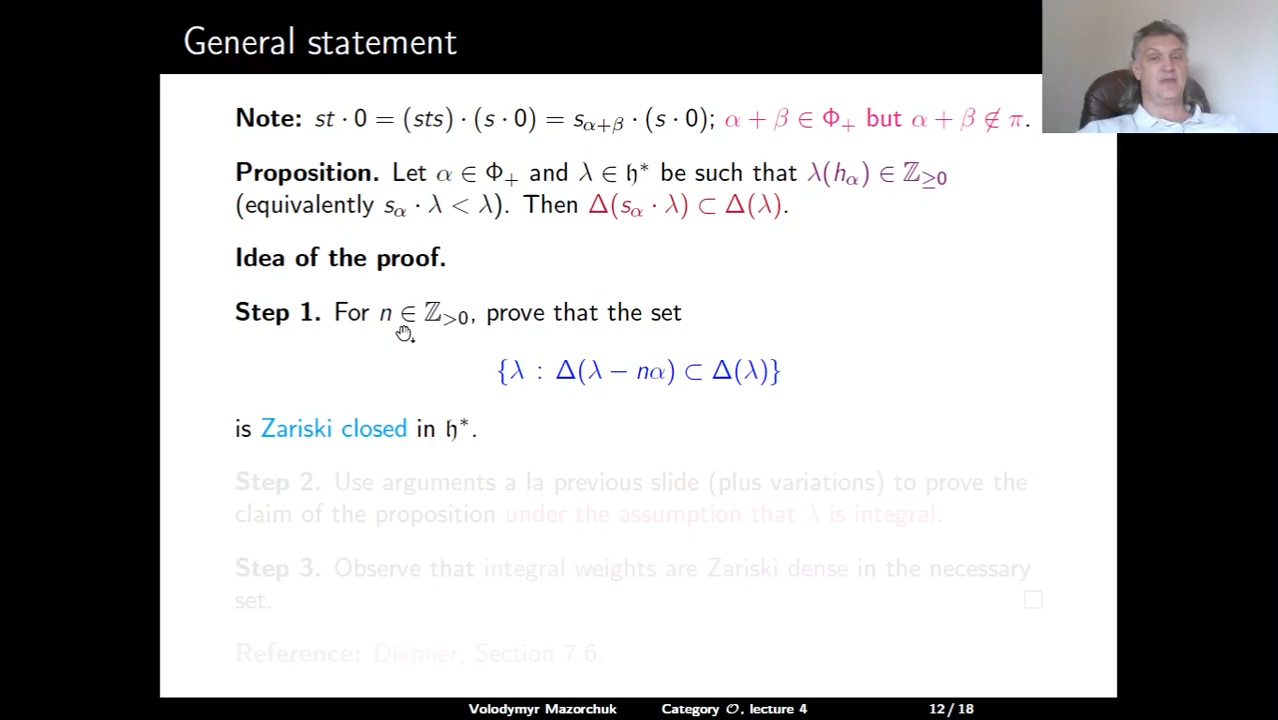 General statement
Note: st · 0 = (sts) · (s · 0) = s_{α+β} · (s · 0); α + β ∈ Φ₊ but α + β ∉ π.
Proposition. Let α ∈ Φ₊ and λ ∈ 𝔥* be such that λ(h_α) ∈ ℤ_{≥0}
(equivalently s_α · λ < λ). Then Δ(s_α · λ) ⊂ Δ(λ).
Idea of the proof.
Step 1. For n ∈ ℤ_{>0}, prove that the set
{λ : Δ(λ − nα) ⊂ Δ(λ)}
is Zariski closed in 𝔥*.
Step 2. Use arguments a la previous slide (plus variations) to prove the
claim of the proposition under the assumption that λ is integral.
Step 3. Observe that integral weights are Zariski dense in the necessary
set. □
Reference: Dixmier, Section 7.6.
Volodymyr Mazorchuk Category 𝒪, lecture 4 12 / 18